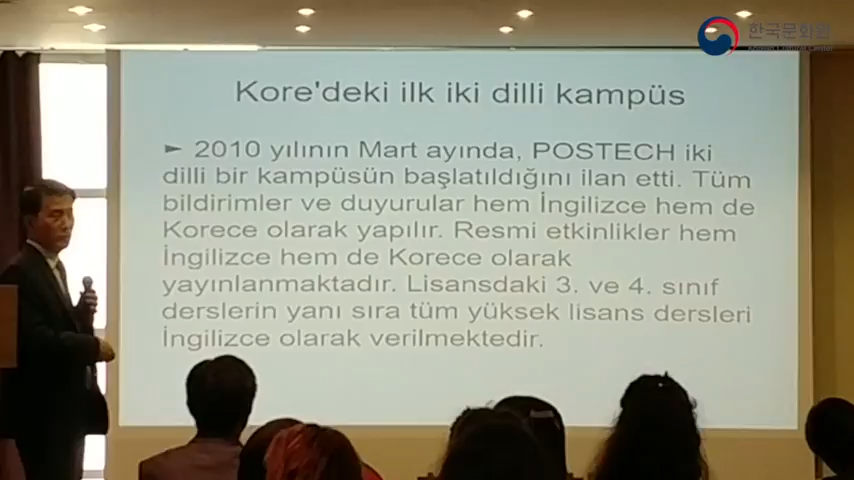 한국문화원
Korean Cultural Center
Kore'deki ilk iki dilli kampüs
► 2010 yılının Mart ayında, POSTECH iki
dilli bir kampüsün başlatıldığını ilan etti. Tüm
bildirimler ve duyurular hem İngilizce hem de
Korece olarak yapılır. Resmi etkinlikler hem
İngilizce hem de Korece olarak
yayınlanmaktadır. Lisansdaki 3. ve 4. sınıf
derslerin yanı sıra tüm yüksek lisans dersleri
İngilizce olarak verilmektedir.